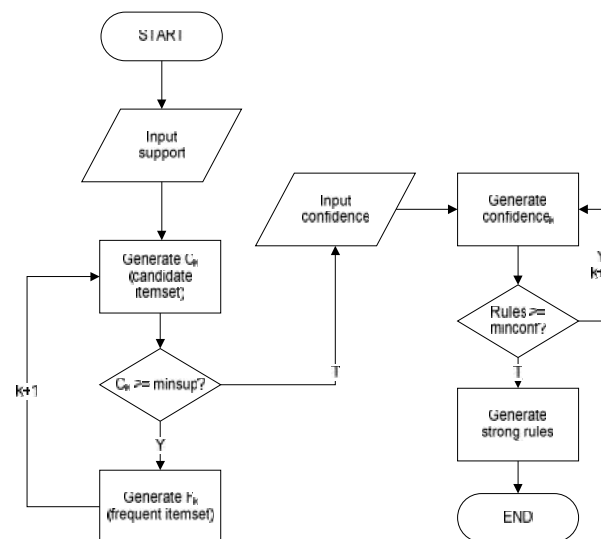 START
Input
support
Generate Cₖ
(candidate
itemset)
Cₖ >= minsup?
Y
Generate Fₖ
(frequent itemset)
k+1
T
Input
confidence
Generate
confidenceₖ
Rules >=
minconf?
Y
T
Generate
strong rules
END